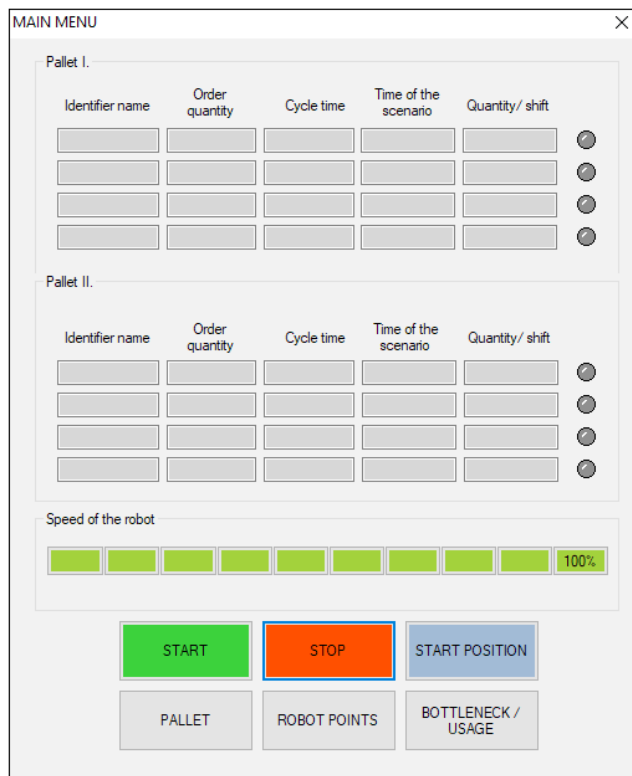 MAIN MENU
Pallet I.
Identifier name
Order
quantity
Cycle time
Time of the
scenario
Quantity/ shift
Pallet II.
Identifier name
Order
quantity
Cycle time
Time of the
scenario
Quantity/ shift
Speed of the robot
100%
START
STOP
START POSITION
PALLET
ROBOT POINTS
BOTTLENECK /
USAGE